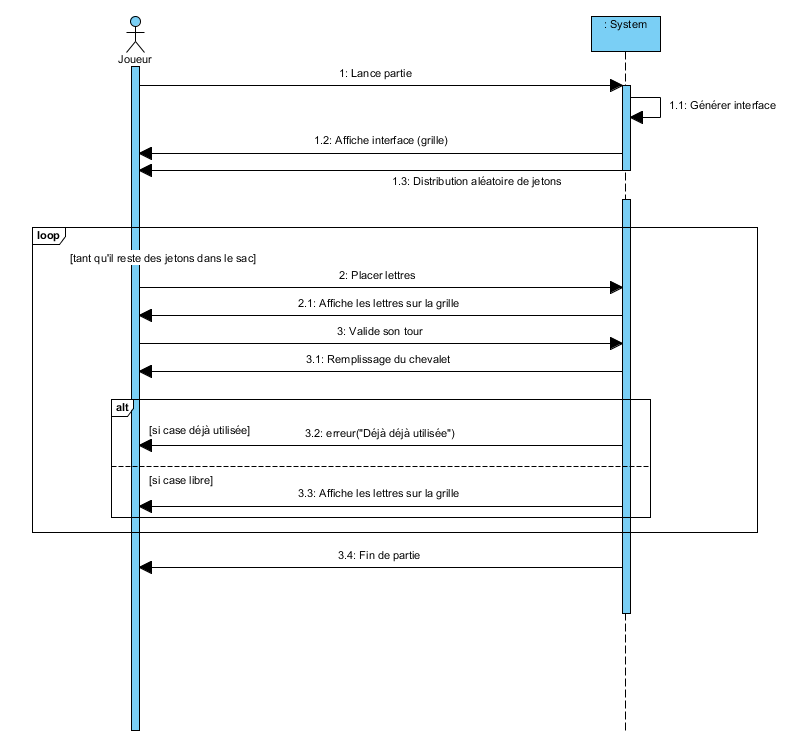 : System
Joueur
1: Lance partie
1.1: Générer interface
1.2: Affiche interface (grille)
1.3: Distribution aléatoire de jetons
loop
[tant qu'il reste des jetons dans le sac]
2: Placer lettres
2.1: Affiche les lettres sur la grille
3: Valide son tour
3.1: Remplissage du chevalet
alt
[si case déjà utilisée]
3.2: erreur("Déjà déjà utilisée")
[si case libre]
3.3: Affiche les lettres sur la grille
3.4: Fin de partie